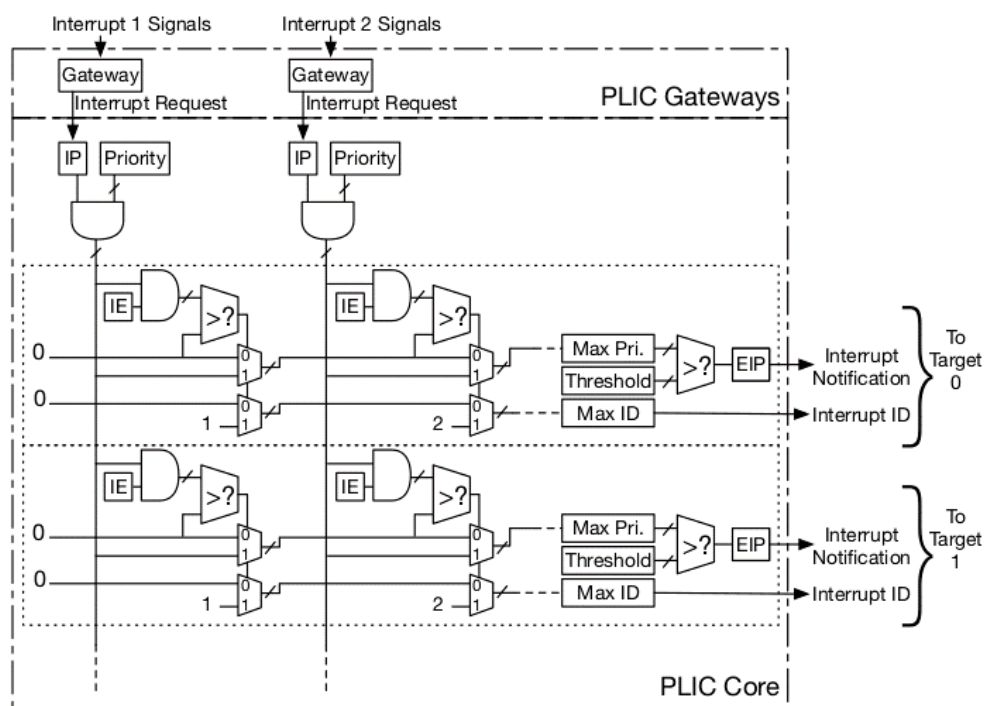 Interrupt 1 Signals
Interrupt 2 Signals
Gateway
Gateway
Interrupt Request
Interrupt Request
PLIC Gateways
IP
Priority
IP
Priority
IE
>?
IE
>?
0
0
1
0
1
Max Pri.
Threshold
>?
EIP
Interrupt
Notification
0
1
0
1
2
0
1
Max ID
Interrupt ID
To
Target
0
IE
>?
IE
>?
0
0
1
0
1
Max Pri.
Threshold
>?
EIP
Interrupt
Notification
0
1
0
1
2
0
1
Max ID
Interrupt ID
To
Target
1
PLIC Core